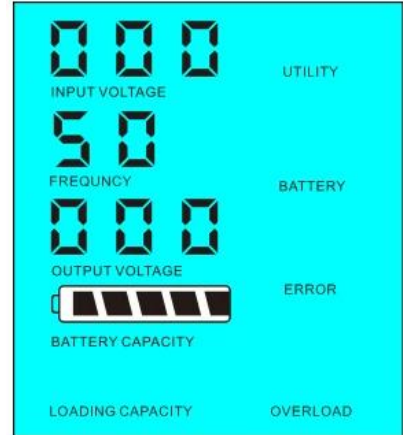 000
UTILITY
INPUT VOLTAGE
50
FREQUNCY
BATTERY
000
OUTPUT VOLTAGE
ERROR
BATTERY CAPACITY
LOADING CAPACITY
OVERLOAD